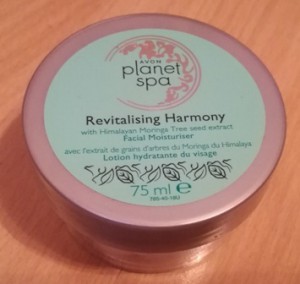 AVON
planet
spa
Revitalising Harmony
with Himalayan Moringa Tree seed extract
Facial Moisturiser
avec l'extrait de grains d'arbres du Moringa du Himalaya
Lotion hydratante du visage
75 ml e